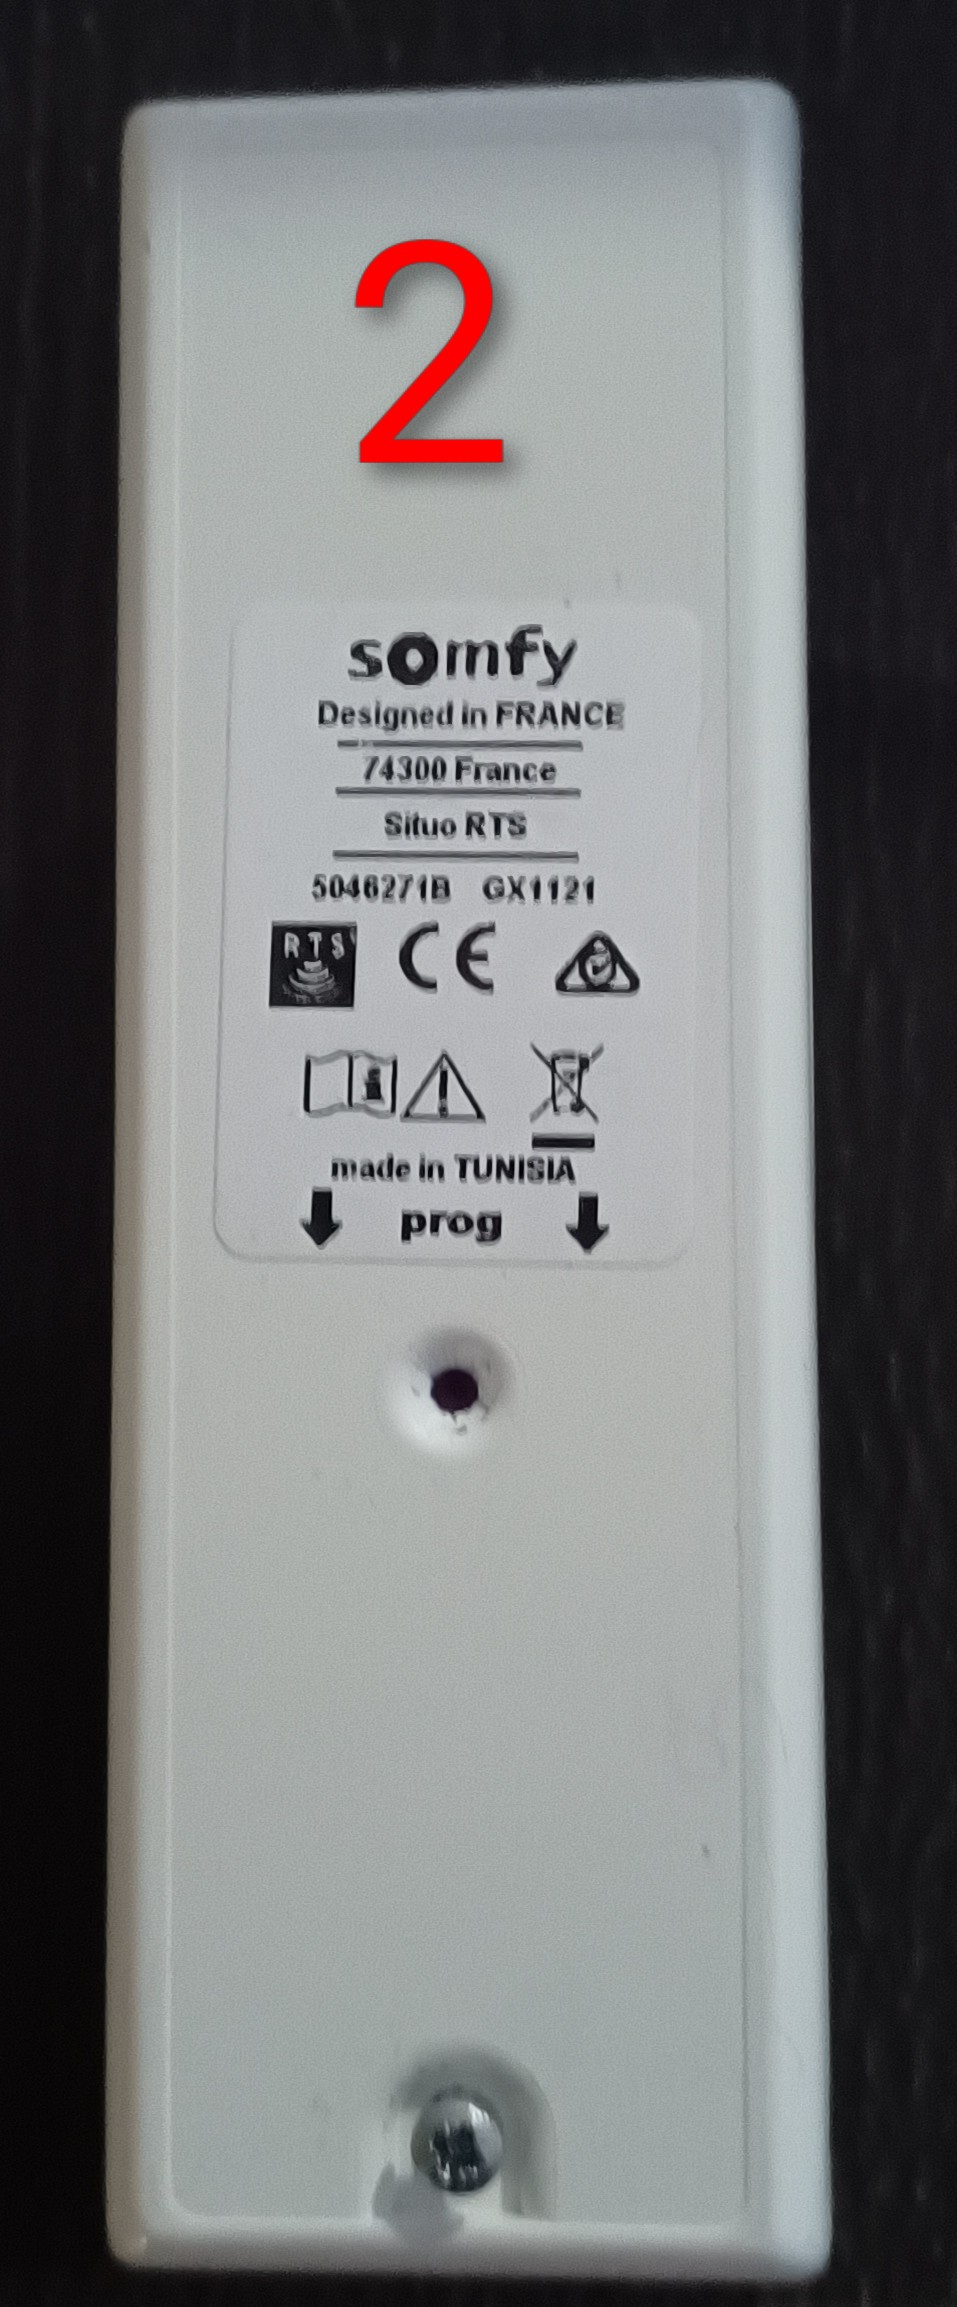 2
somfy
Designed in FRANCE
74300 France
Situo RTS
5046271B GX1121
RTS
CE
made in TUNISIA
prog